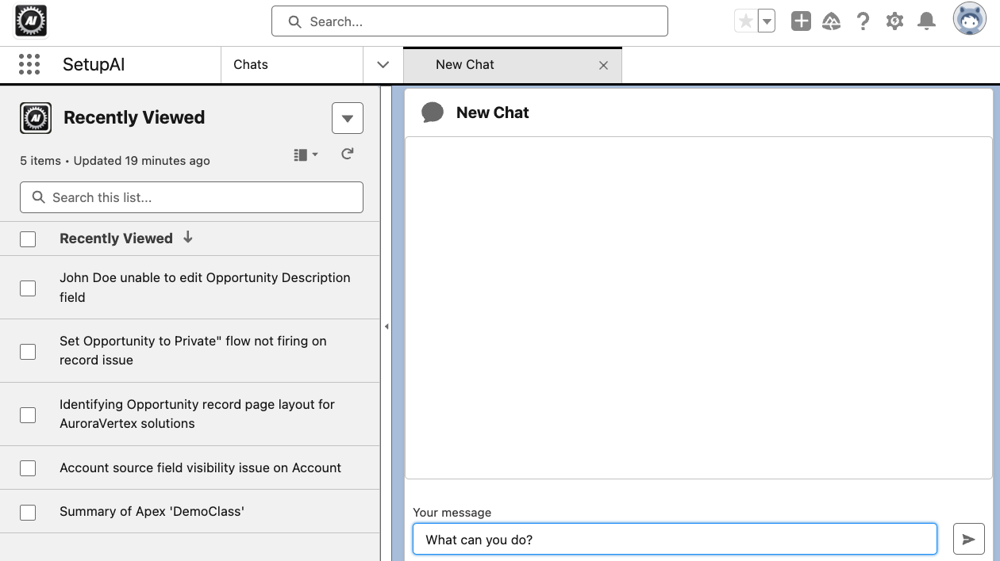 AI
Search...
SetupAI
Chats
New Chat
AI
Recently Viewed
5 items • Updated 19 minutes ago
Search this list...
Recently Viewed
John Doe unable to edit Opportunity Description
field
Set Opportunity to Private" flow not firing on
record issue
Identifying Opportunity record page layout for
AuroraVertex solutions
Account source field visibility issue on Account
Summary of Apex 'DemoClass'
New Chat
Your message
What can you do?